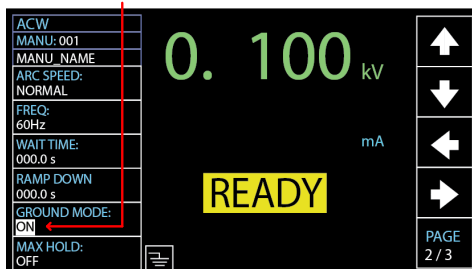 ACW
MANU: 001
MANU_NAME
ARC SPEED:
NORMAL
FREQ:
60Hz
WAIT TIME:
000.0 s
RAMP DOWN
000.0 s
GROUND MODE:
ON
MAX HOLD:
OFF
0. 100 kV
mA
READY
PAGE
2 / 3